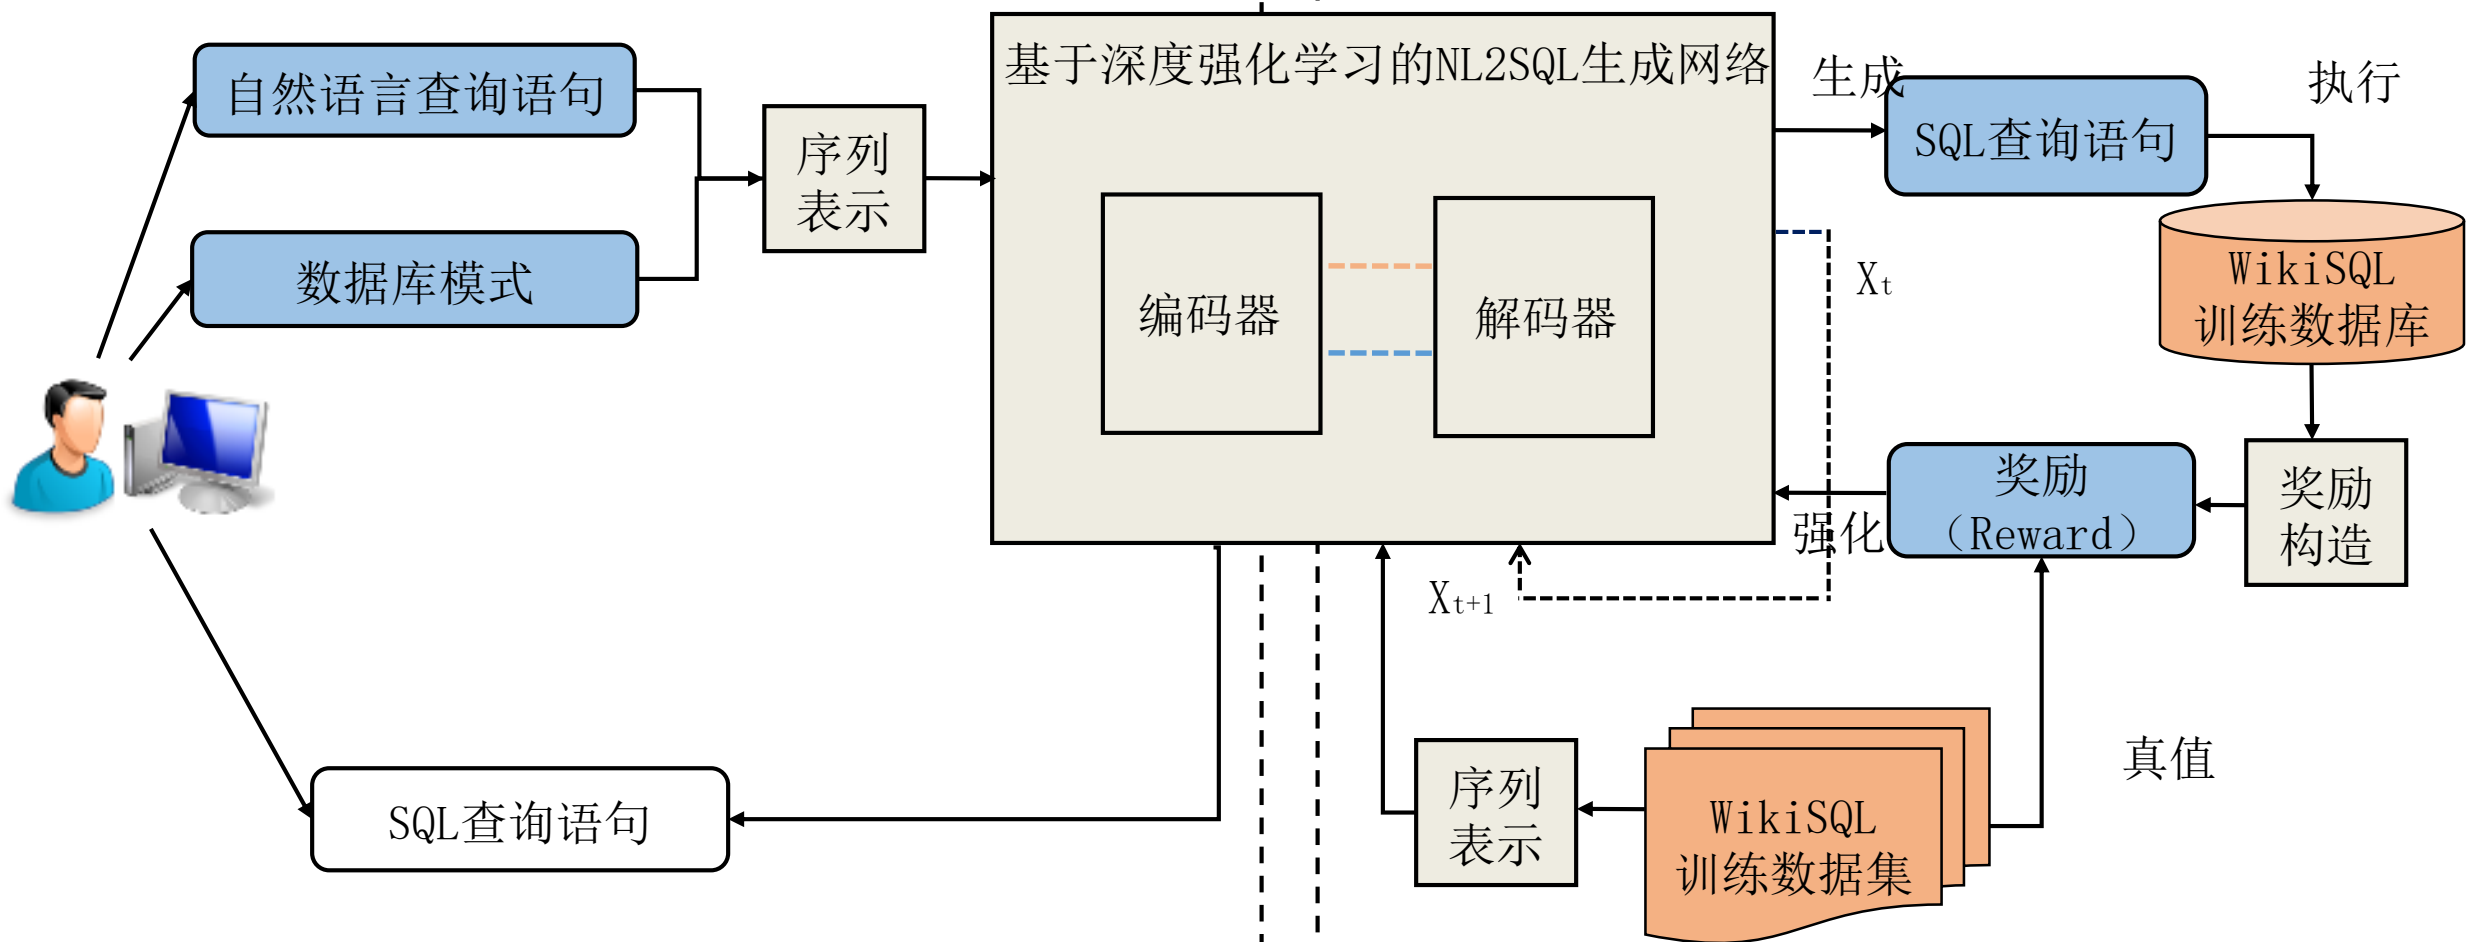 基于深度强化学习的NL2SQL生成网络
自然语言查询语句
序列
表示
数据库模式
编码器
解码器
生成
SQL查询语句
执行
WikiSQL
训练数据库
Xt
奖励
构造
奖励
（Reward）
强化
Xt+1
真值
序列
表示
WikiSQL
训练数据集
SQL查询语句